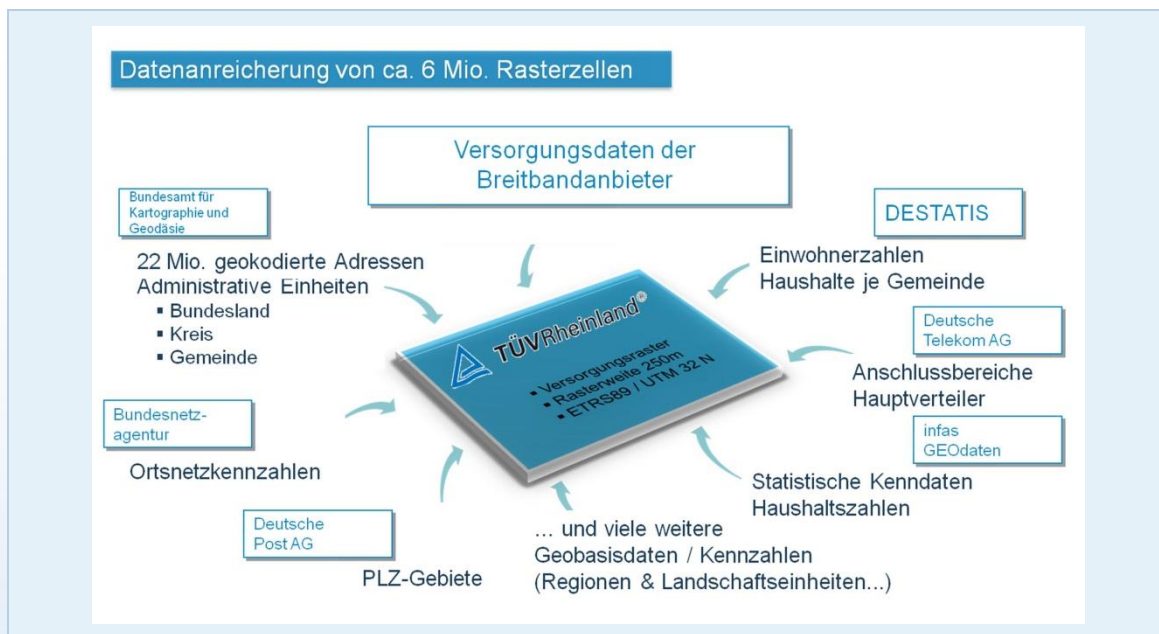 Datenanreicherung von ca. 6 Mio. Rasterzellen
Versorgungsdaten der
Breitbandanbieter
Bundesamt für
Kartographie und
Geodäsie
22 Mio. geokodierte Adressen
Administrative Einheiten
▪ Bundesland
▪ Kreis
▪ Gemeinde
DESTATIS
Einwohnerzahlen
Haushalte je Gemeinde
TÜVRheinland®
▪ Versorgungsraster
▪ Rasterweite 250m
▪ ETRS89 / UTM 32 N
Deutsche
Telekom AG
Anschlussbereiche
Hauptverteiler
Bundesnetz-
agentur
Ortsnetzkennzahlen
infas
GEOdaten
Statistische Kenndaten
Haushaltszahlen
Deutsche
Post AG
PLZ-Gebiete
... und viele weitere
Geobasisdaten / Kennzahlen
(Regionen & Landschaftseinheiten...)